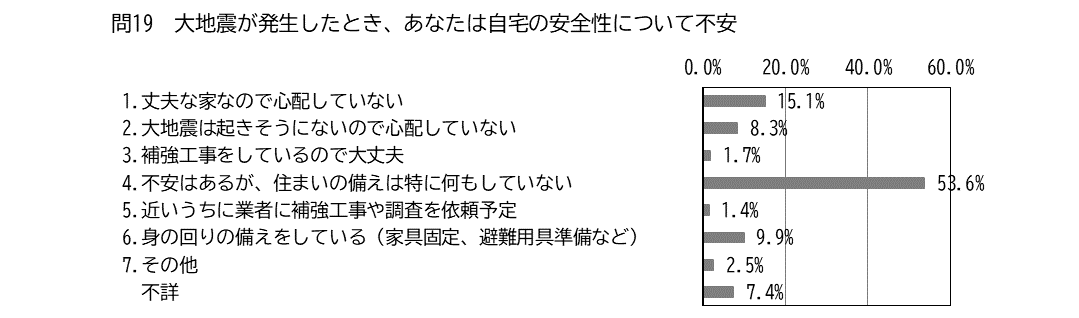 問19　大地震が発生したとき、あなたは自宅の安全性について不安
0.0% 20.0% 40.0% 60.0%
1.丈夫な家なので心配していない 15.1%
2.大地震は起きそうにないので心配していない 8.3%
3.補強工事をしているので大丈夫 1.7%
4.不安はあるが、住まいの備えは特に何もしていない 53.6%
5.近いうちに業者に補強工事や調査を依頼予定 1.4%
6.身の回りの備えをしている（家具固定、避難用具準備など） 9.9%
7.その他 2.5%
不詳 7.4%